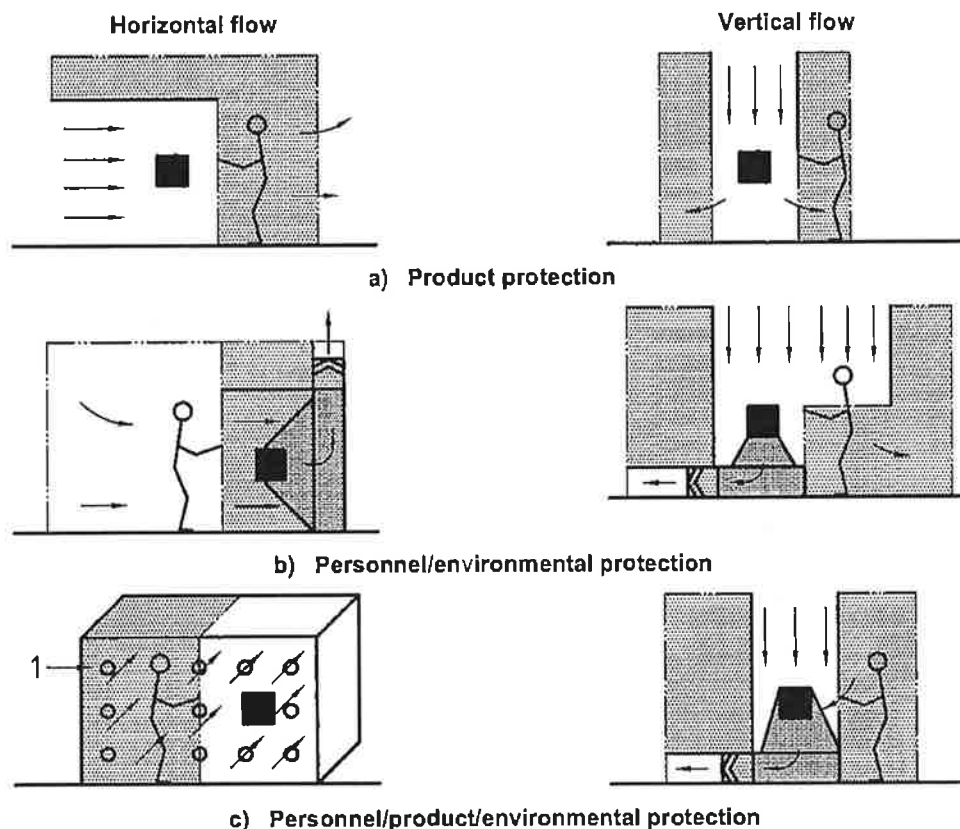 Horizontal flow
Vertical flow
a) Product protection
b) Personnel/environmental protection
1
c) Personnel/product/environmental protection